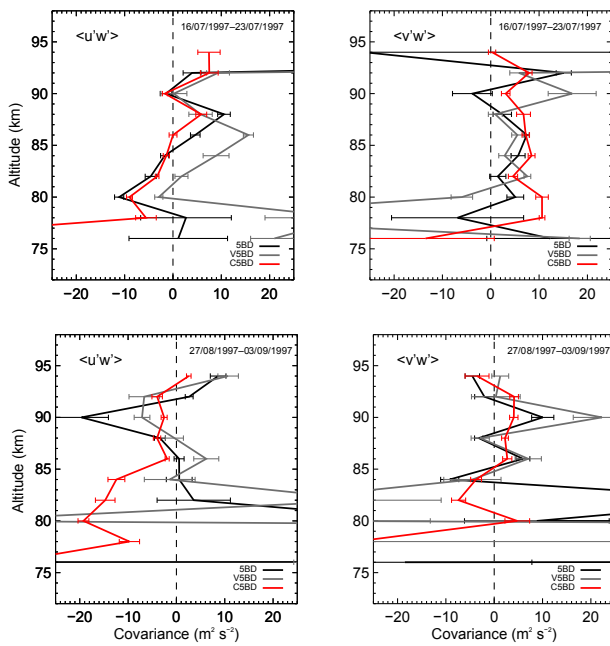 <u'w'> 16/07/1997−23/07/1997
95
90
85
80
75
Altitude (km)
5BD
V5BD
C5BD
−20 −10 0 10 20
<v'w'> 16/07/1997−23/07/1997
95
90
85
80
75
Altitude (km)
5BD
V5BD
C5BD
−20 −10 0 10 20
<u'w'> 27/08/1997−03/09/1997
95
90
85
80
75
Altitude (km)
5BD
V5BD
C5BD
−20 −10 0 10 20
Covariance (m² s⁻²)
<v'w'> 27/08/1997−03/09/1997
95
90
85
80
75
Altitude (km)
5BD
V5BD
C5BD
−20 −10 0 10 20
Covariance (m² s⁻²)